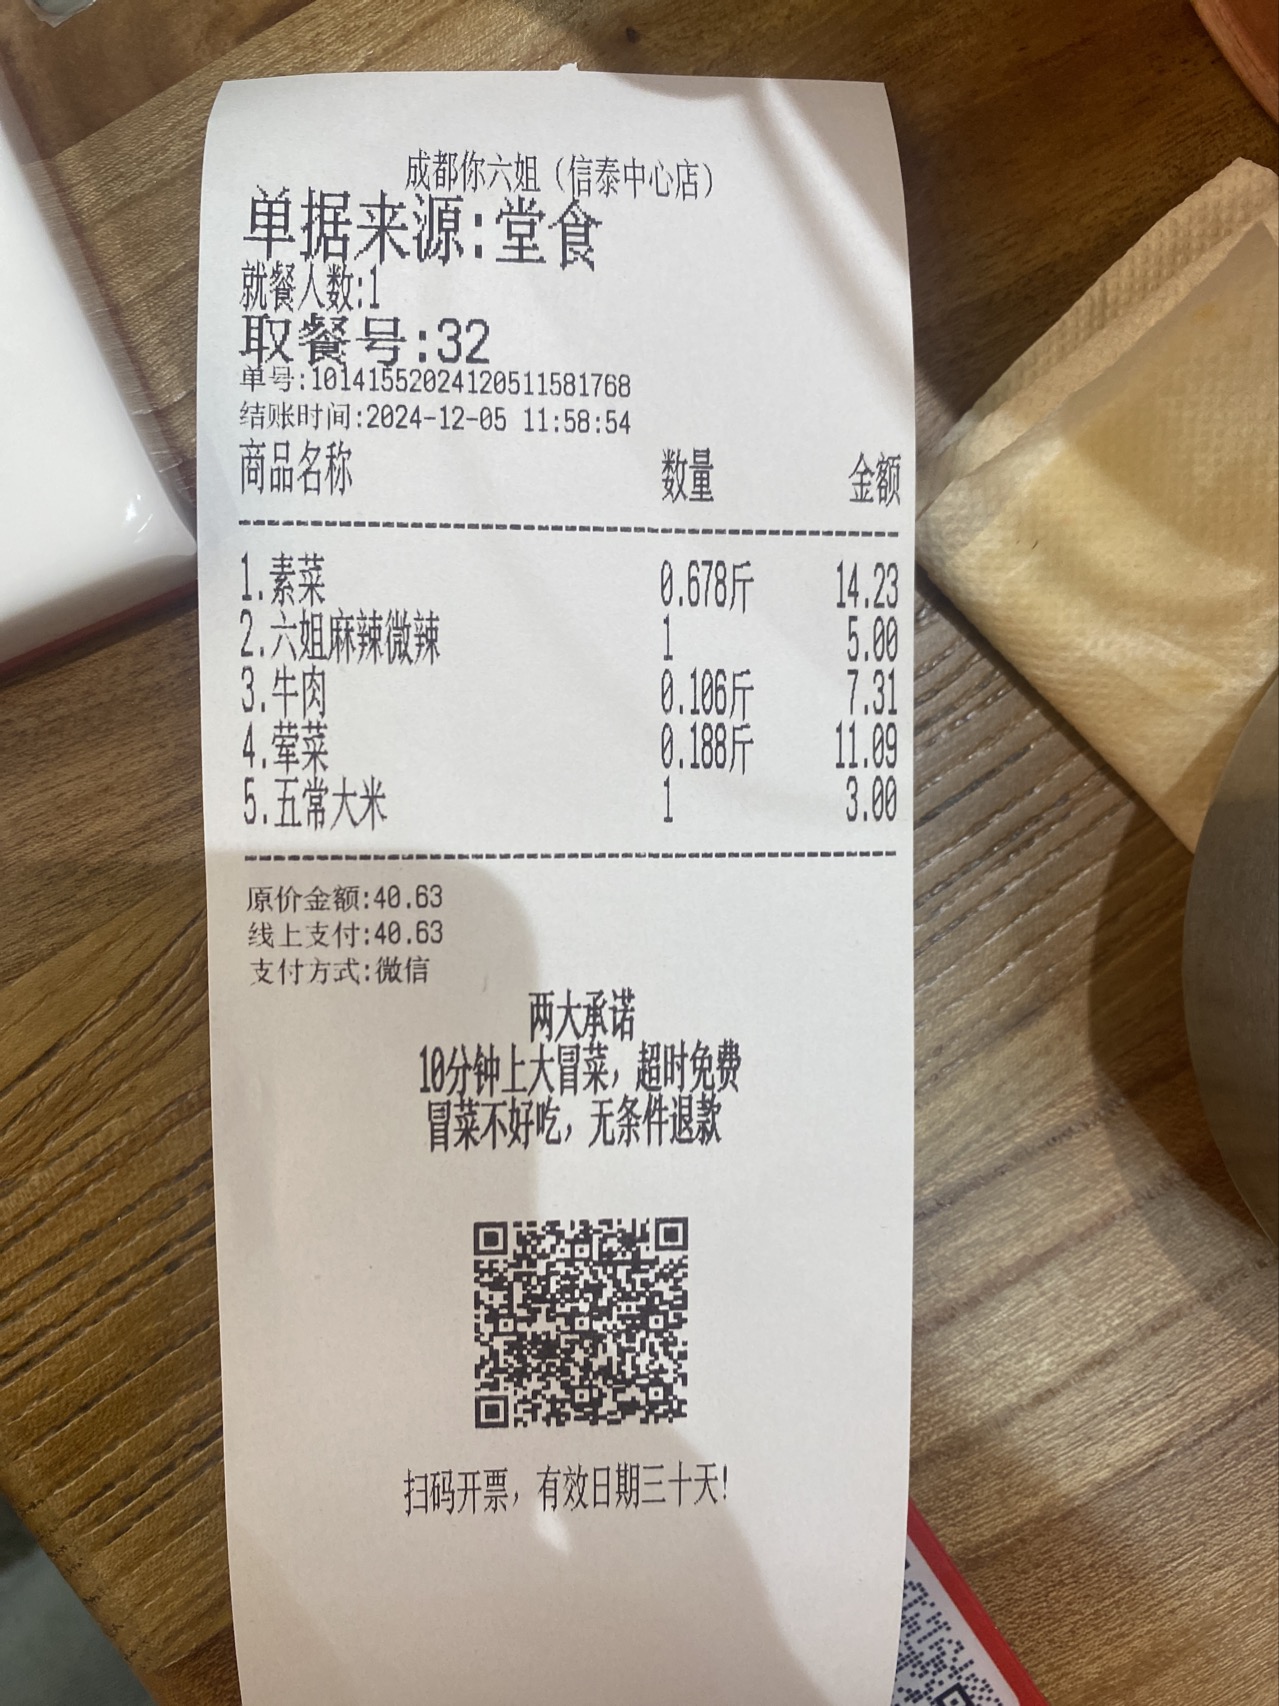 成都你六姐（信泰中心店）
单据来源:堂食
就餐人数:1
取餐号:32
单号:10141552024120511581768
结账时间:2024-12-05 11:58:54
商品名称 数量 金额
1.素菜 0.678斤 14.23
2.六姐麻辣微辣 1 5.00
3.牛肉 0.106斤 7.31
4.荤菜 0.188斤 11.09
5.五常大米 1 3.00
原价金额:40.63
线上支付:40.63
支付方式:微信
两大承诺
10分钟上大冒菜，超时免费
冒菜不好吃，无条件退款
扫码开票，有效日期三十天!